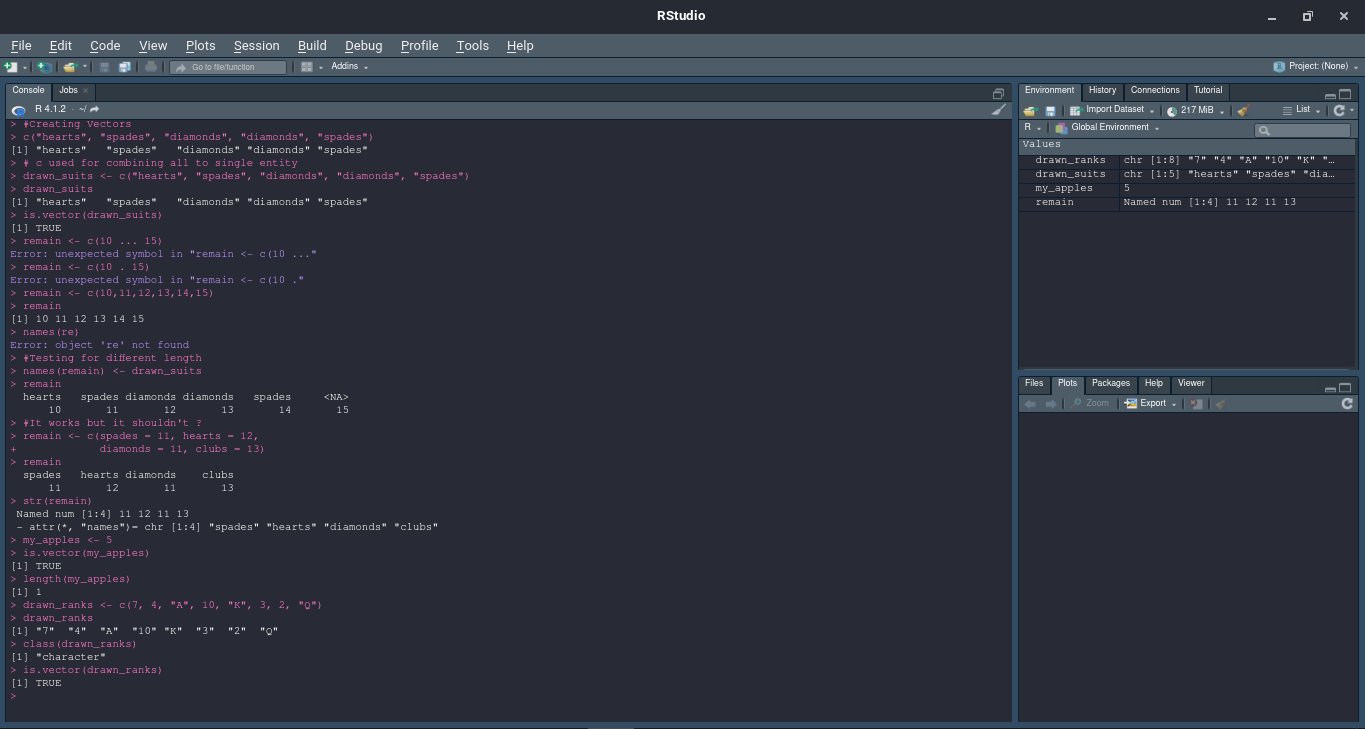 RStudio
File Edit Code View Plots Session Build Debug Profile Tools Help
Go to file/function Addins Project: (None)
Console Jobs
R 4.1.2 · ~/
> #Creating Vectors
> c("hearts", "spades", "diamonds", "diamonds", "spades")
[1] "hearts"   "spades"   "diamonds" "diamonds" "spades"
> # c used for combining all to single entity
> drawn_suits <- c("hearts", "spades", "diamonds", "diamonds", "spades")
> drawn_suits
[1] "hearts"   "spades"   "diamonds" "diamonds" "spades"
> is.vector(drawn_suits)
[1] TRUE
> remain <- c(10 ... 15)
Error: unexpected symbol in "remain <- c(10 ..."
> remain <- c(10 . 15)
Error: unexpected symbol in "remain <- c(10 ."
> remain <- c(10,11,12,13,14,15)
> remain
[1] 10 11 12 13 14 15
> names(re)
Error: object 're' not found
> #Testing for different length
> names(remain) <- drawn_suits
> remain
  hearts   spades diamonds diamonds   spades     <NA>
      10       11       12       13       14       15
> #It works but it shouldn't ?
> remain <- c(spades = 11, hearts = 12,
+             diamonds = 11, clubs = 13)
> remain
  spades   hearts diamonds    clubs
      11       12       11       13
> str(remain)
 Named num [1:4] 11 12 11 13
 - attr(*, "names")= chr [1:4] "spades" "hearts" "diamonds" "clubs"
> my_apples <- 5
> is.vector(my_apples)
[1] TRUE
> length(my_apples)
[1] 1
> drawn_ranks <- c(7, 4, "A", 10, "K", 3, 2, "Q")
> drawn_ranks
[1] "7"  "4"  "A"  "10" "K"  "3"  "2"  "Q"
> class(drawn_ranks)
[1] "character"
> is.vector(drawn_ranks)
[1] TRUE
>
Environment History Connections Tutorial
Import Dataset 217 MiB List
R Global Environment
Values
drawn_ranks chr [1:8] "7" "4" "A" "10" "K" "…
drawn_suits chr [1:5] "hearts" "spades" "dia…
my_apples 5
remain Named num [1:4] 11 12 11 13
Files Plots Packages Help Viewer
Zoom Export